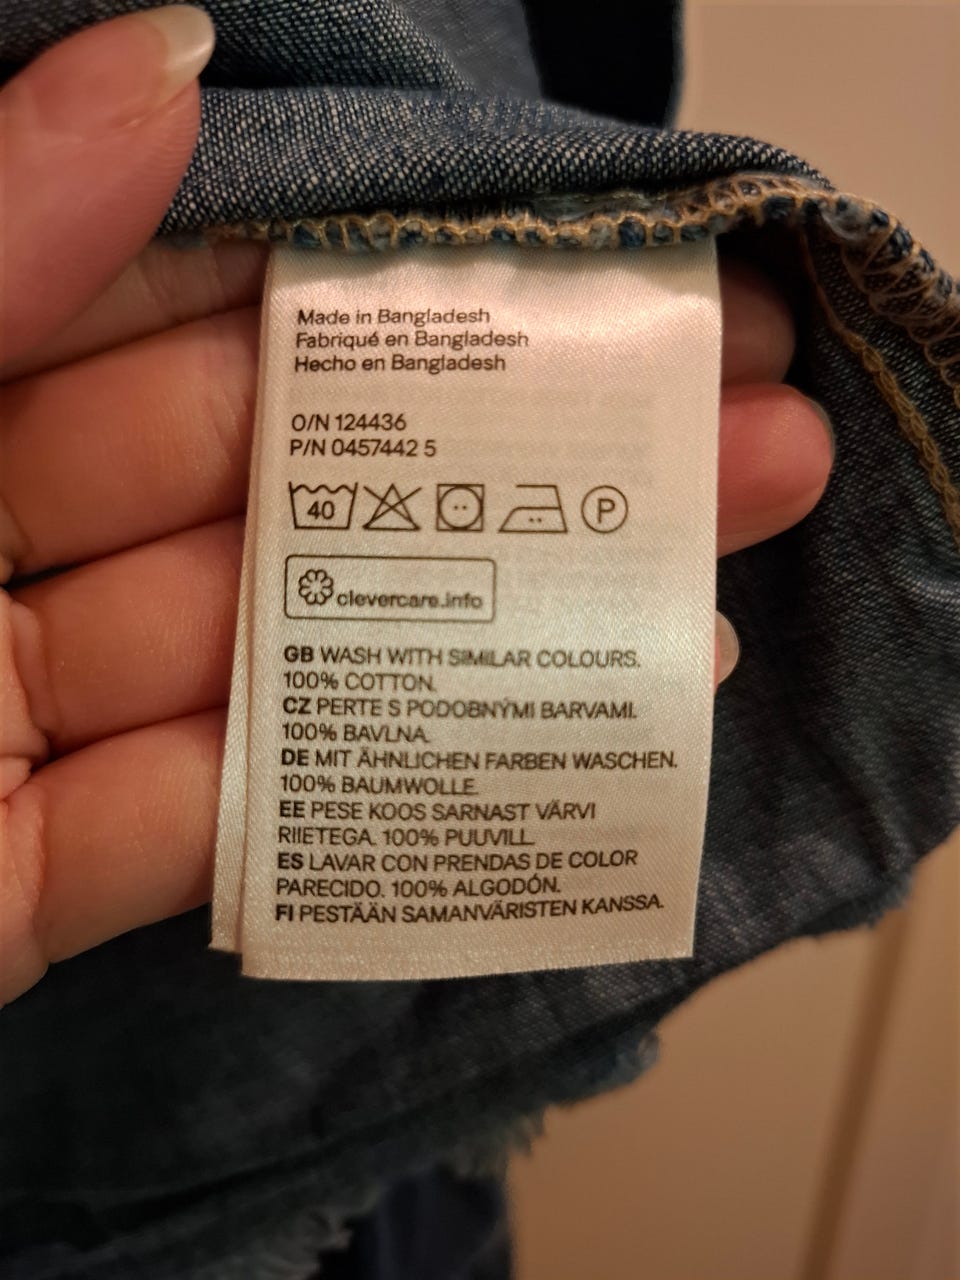 Made in Bangladesh
Fabriqué en Bangladesh
Hecho en Bangladesh
O/N 124436
P/N 0457442 5
40 P
clevercare.info
GB WASH WITH SIMILAR COLOURS.
100% COTTON.
CZ PERTE S PODOBNÝMI BARVAMI.
100% BAVLNA.
DE MIT ÄHNLICHEN FARBEN WASCHEN.
100% BAUMWOLLE.
EE PESE KOOS SARNAST VÄRVI
RIIETEGA. 100% PUUVILL.
ES LAVAR CON PRENDAS DE COLOR
PARECIDO. 100% ALGODÓN.
FI PESTÄÄN SAMANVÄRISTEN KANSSA.